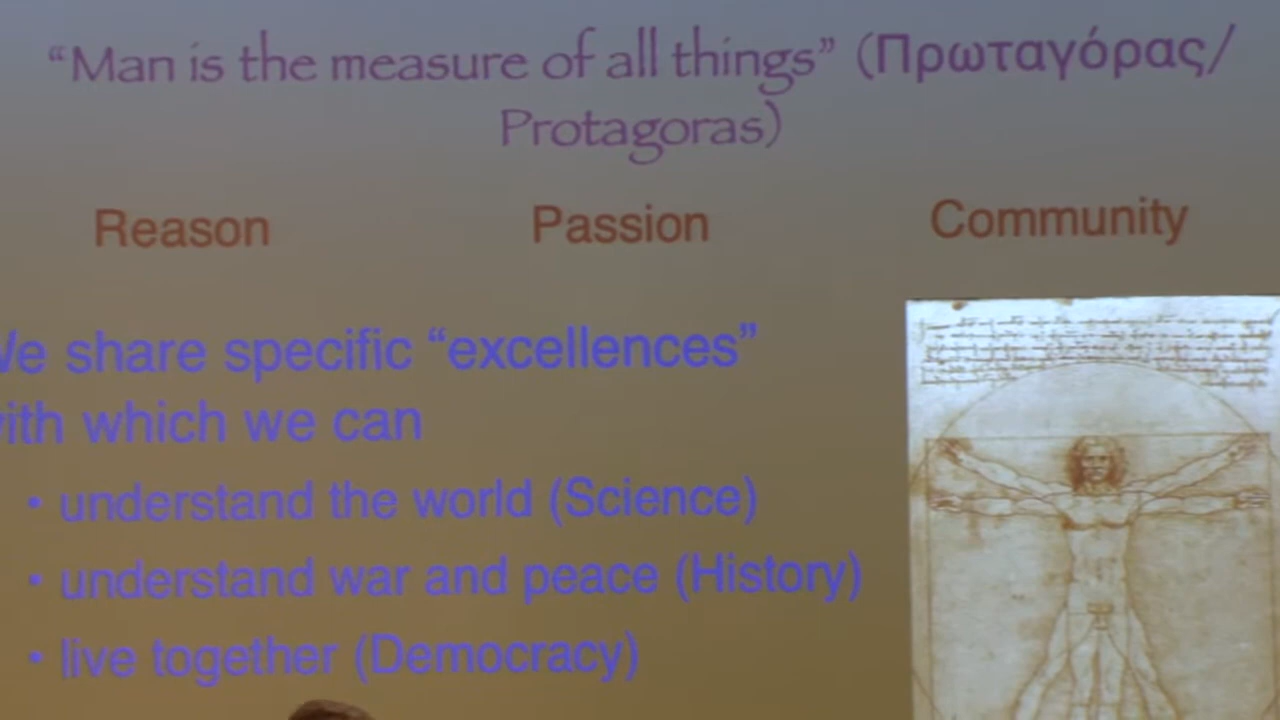 “Man is the measure of all things” (Πρωταγόρας/
Protagoras)
Reason Passion Community
We share specific “excellences”
with which we can
• understand the world (Science)
• understand war and peace (History)
• live together (Democracy)